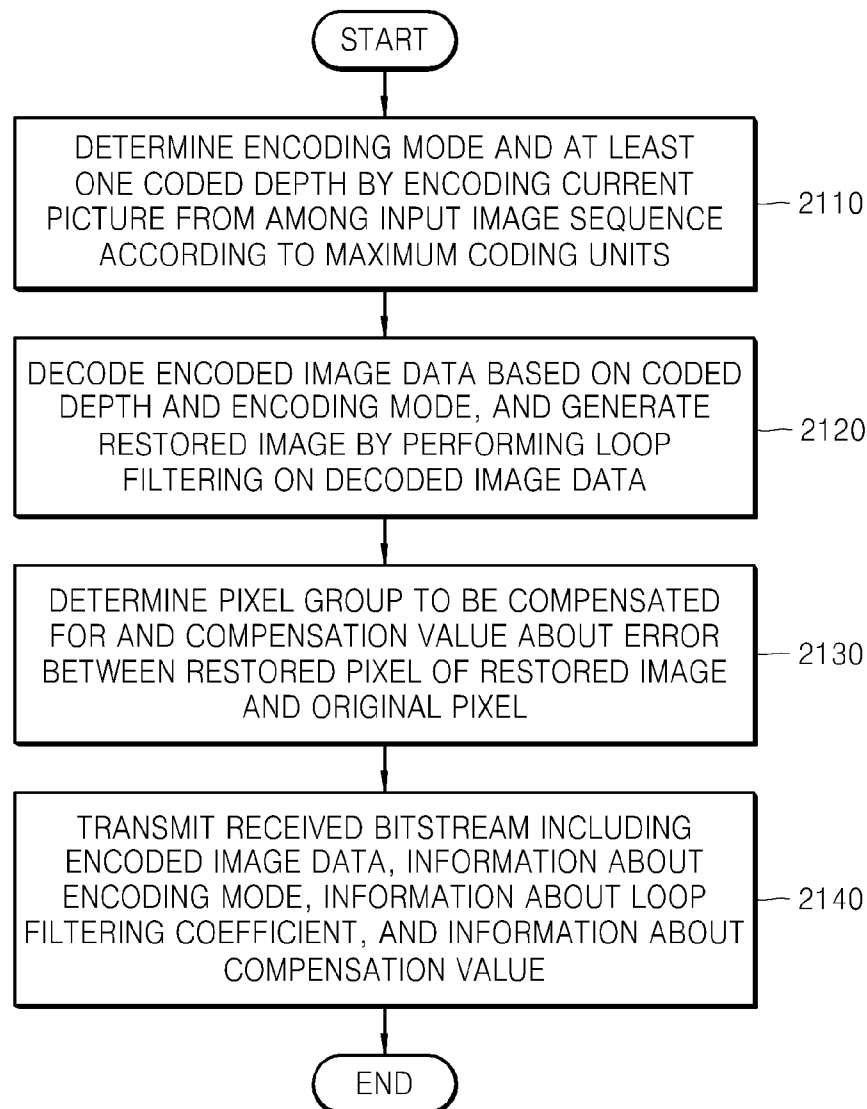 START
DETERMINE ENCODING MODE AND AT LEAST
ONE CODED DEPTH BY ENCODING CURRENT
PICTURE FROM AMONG INPUT IMAGE SEQUENCE
ACCORDING TO MAXIMUM CODING UNITS
2110
DECODE ENCODED IMAGE DATA BASED ON CODED
DEPTH AND ENCODING MODE, AND GENERATE
RESTORED IMAGE BY PERFORMING LOOP
FILTERING ON DECODED IMAGE DATA
2120
DETERMINE PIXEL GROUP TO BE COMPENSATED
FOR AND COMPENSATION VALUE ABOUT ERROR
BETWEEN RESTORED PIXEL OF RESTORED IMAGE
AND ORIGINAL PIXEL
2130
TRANSMIT RECEIVED BITSTREAM INCLUDING
ENCODED IMAGE DATA, INFORMATION ABOUT
ENCODING MODE, INFORMATION ABOUT LOOP
FILTERING COEFFICIENT, AND INFORMATION ABOUT
COMPENSATION VALUE
2140
END